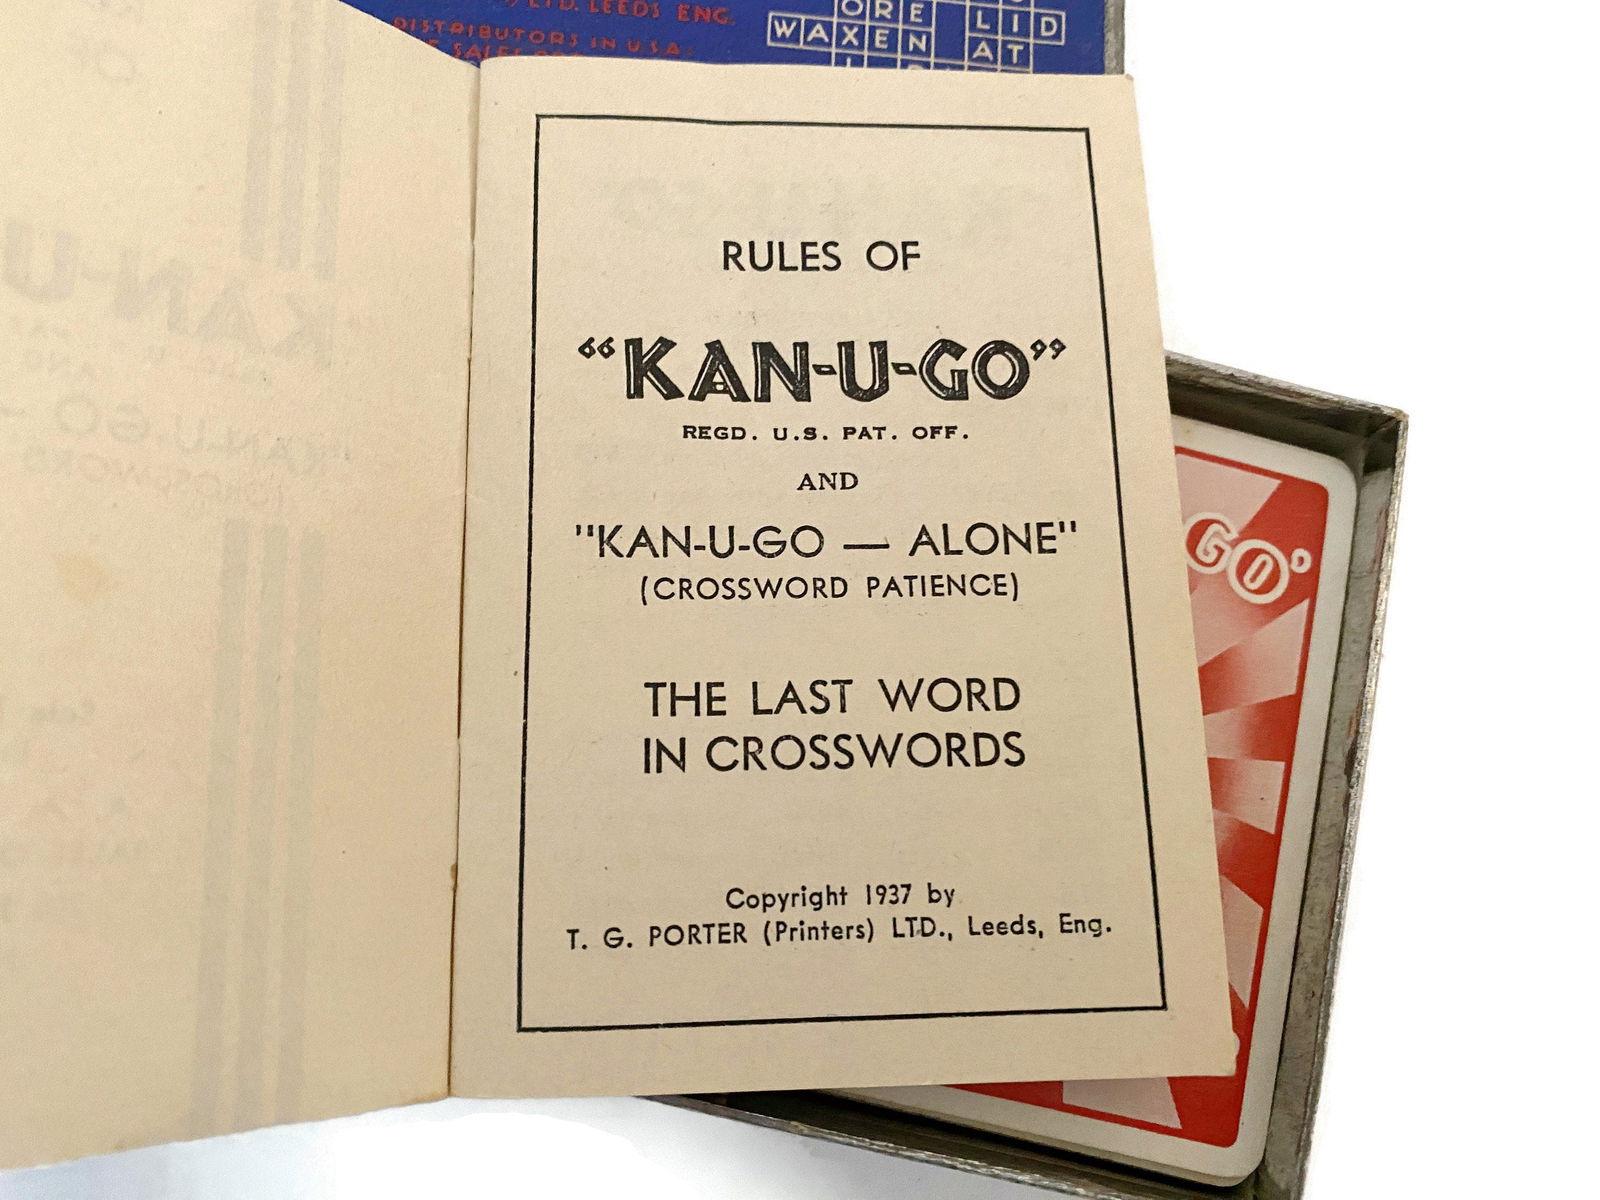 LTD. LEEDS ENG.
DISTRIBUTORS IN U.S.A.
SALES
ORE
LID
WAXEN
AT
RULES OF
“KAN-U-GO”
REGD. U.S. PAT. OFF.
AND
"KAN-U-GO — ALONE"
(CROSSWORD PATIENCE)
THE LAST WORD
IN CROSSWORDS
Copyright 1937 by
T. G. PORTER (Printers) LTD., Leeds, Eng.
GO’